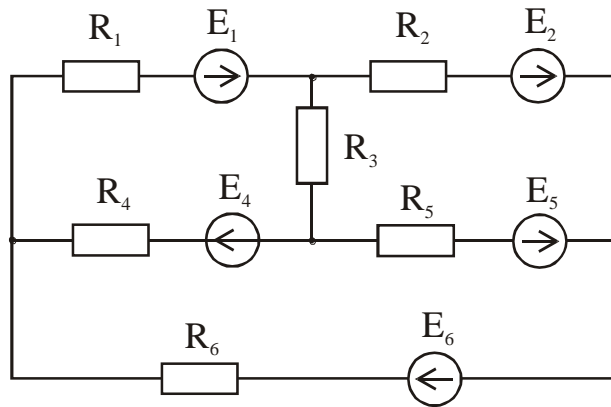 R₁ E₁ R₂ E₂
R₃
R₄ E₄ R₅ E₅
R₆ E₆